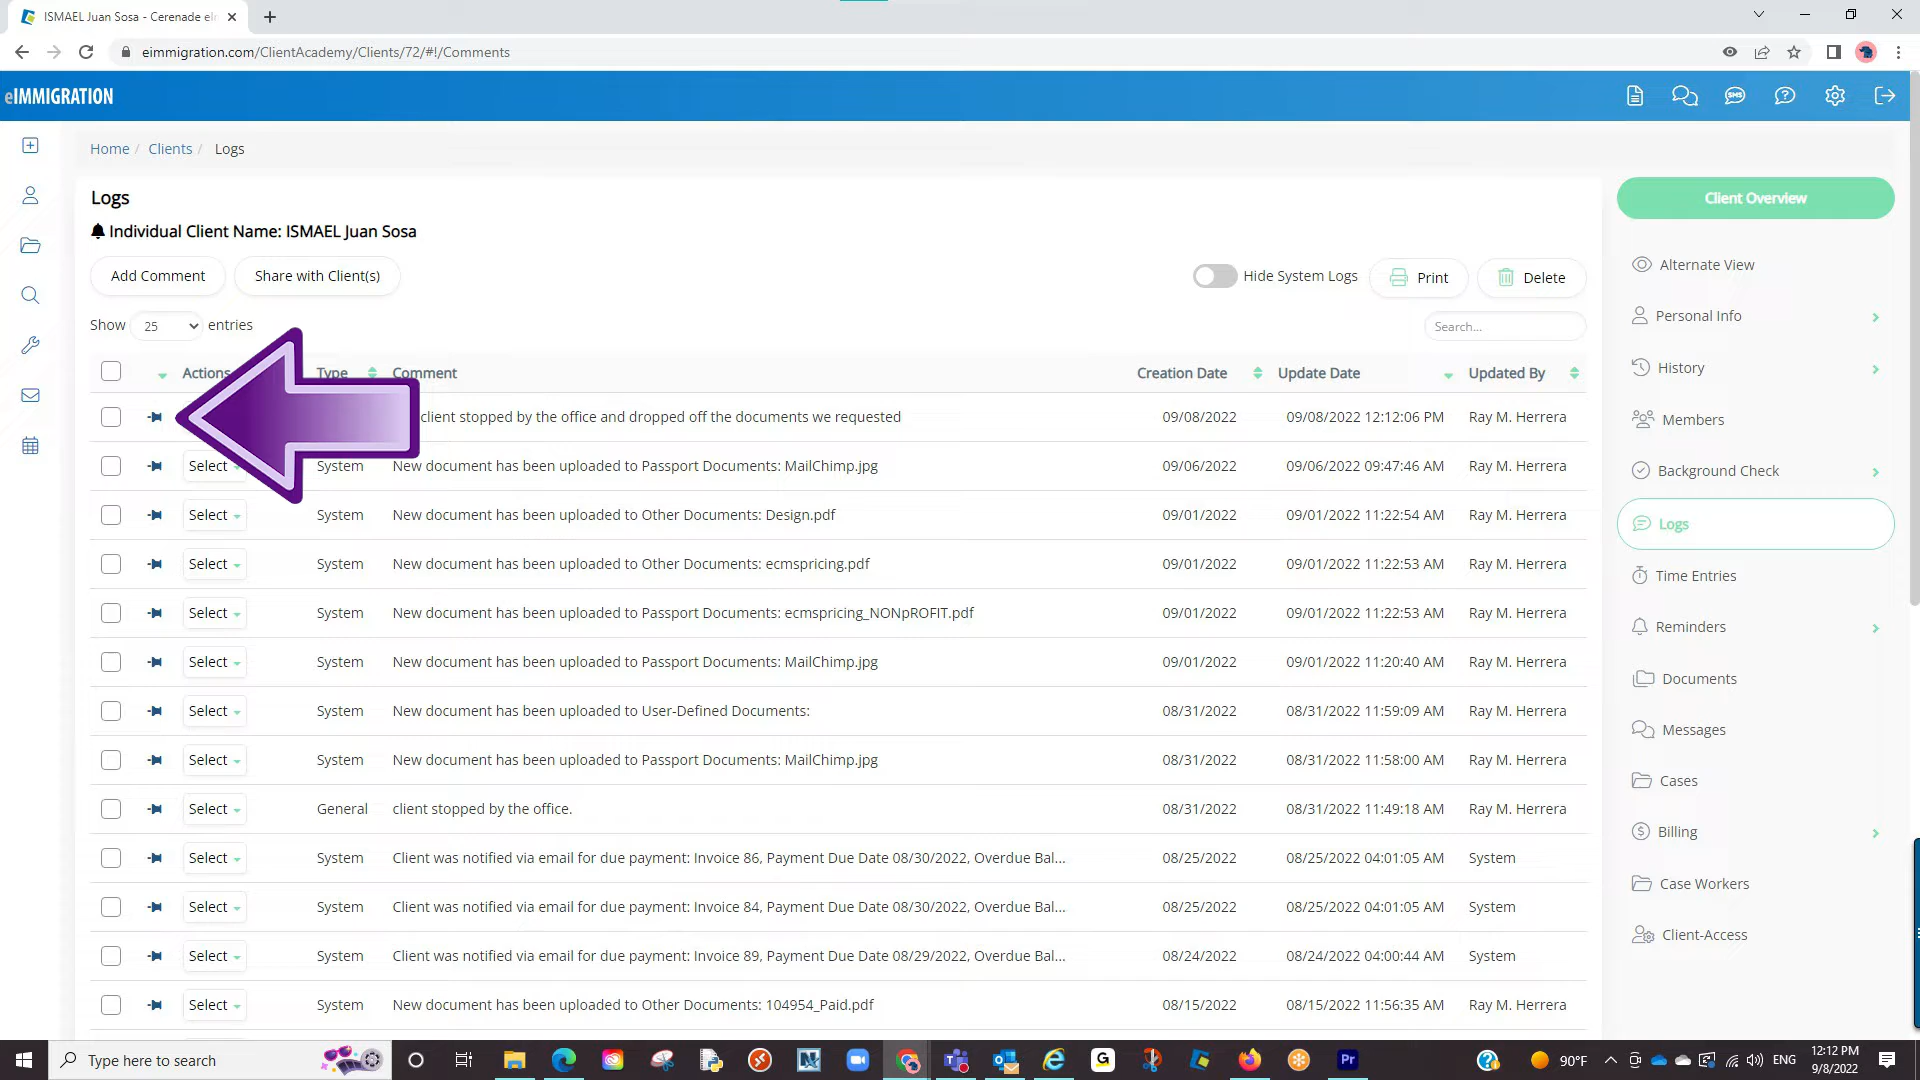 ISMAEL Juan Sosa - Cerenade eIm
eimmigration.com/ClientAcademy/Clients/72/#!/Comments
eIMMIGRATION
SMS
Home / Clients / Logs
Logs
Individual Client Name: ISMAEL Juan Sosa
Add Comment Share with Client(s)
Hide System Logs Print Delete
Show 25 entries Search...
Actions Type Comment Creation Date Update Date Updated By
client stopped by the office and dropped off the documents we requested 09/08/2022 09/08/2022 12:12:06 PM Ray M. Herrera
Select System New document has been uploaded to Passport Documents: MailChimp.jpg 09/06/2022 09/06/2022 09:47:46 AM Ray M. Herrera
Select System New document has been uploaded to Other Documents: Design.pdf 09/01/2022 09/01/2022 11:22:54 AM Ray M. Herrera
Select System New document has been uploaded to Other Documents: ecmspricing.pdf 09/01/2022 09/01/2022 11:22:53 AM Ray M. Herrera
Select System New document has been uploaded to Passport Documents: ecmspricing_NONpROFIT.pdf 09/01/2022 09/01/2022 11:22:53 AM Ray M. Herrera
Select System New document has been uploaded to Passport Documents: MailChimp.jpg 09/01/2022 09/01/2022 11:20:40 AM Ray M. Herrera
Select System New document has been uploaded to User-Defined Documents: 08/31/2022 08/31/2022 11:59:09 AM Ray M. Herrera
Select System New document has been uploaded to Passport Documents: MailChimp.jpg 08/31/2022 08/31/2022 11:58:00 AM Ray M. Herrera
Select General client stopped by the office. 08/31/2022 08/31/2022 11:49:18 AM Ray M. Herrera
Select System Client was notified via email for due payment: Invoice 86, Payment Due Date 08/30/2022, Overdue Bal... 08/25/2022 08/25/2022 04:01:05 AM System
Select System Client was notified via email for due payment: Invoice 84, Payment Due Date 08/30/2022, Overdue Bal... 08/25/2022 08/25/2022 04:01:05 AM System
Select System Client was notified via email for due payment: Invoice 89, Payment Due Date 08/29/2022, Overdue Bal... 08/24/2022 08/24/2022 04:00:44 AM System
Select System New document has been uploaded to Other Documents: 104954_Paid.pdf 08/15/2022 08/15/2022 11:56:35 AM Ray M. Herrera
Client Overview
Alternate View
Personal Info
History
Members
Background Check
Logs
Time Entries
Reminders
Documents
Messages
Cases
Billing
Case Workers
Client-Access
Type here to search
G
Pr
90°F
ENG
12:12 PM
9/8/2022